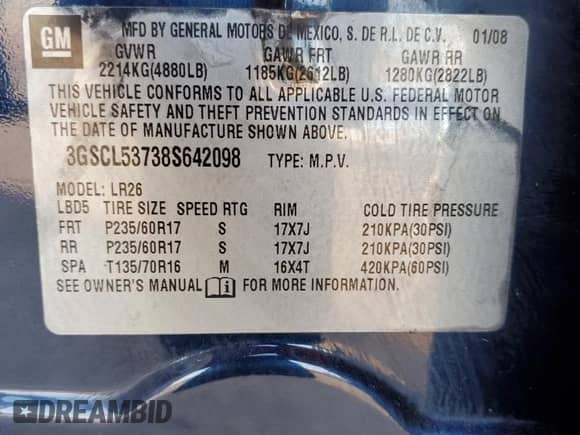 GM
MFD BY GENERAL MOTORS DE MEXICO, S. DE R.L. DE C.V. 01/08
GVWR GAWR FRT GAWR RR
2214KG(4880LB) 1185KG(2612LB) 1280KG(2822LB)
THIS VEHICLE CONFORMS TO ALL APPLICABLE U.S. FEDERAL MOTOR
VEHICLE SAFETY AND THEFT PREVENTION STANDARDS IN EFFECT ON
THE DATE OF MANUFACTURE SHOWN ABOVE.
3GSCL53738S642098 TYPE: M.P.V.
MODEL: LR26
LBD5 TIRE SIZE SPEED RTG RIM COLD TIRE PRESSURE
FRT P235/60R17 S 17X7J 210KPA(30PSI)
RR P235/60R17 S 17X7J 210KPA(30PSI)
SPA T135/70R16 M 16X4T 420KPA(60PSI)
SEE OWNER'S MANUAL i FOR MORE INFORMATION.
DREAMBID